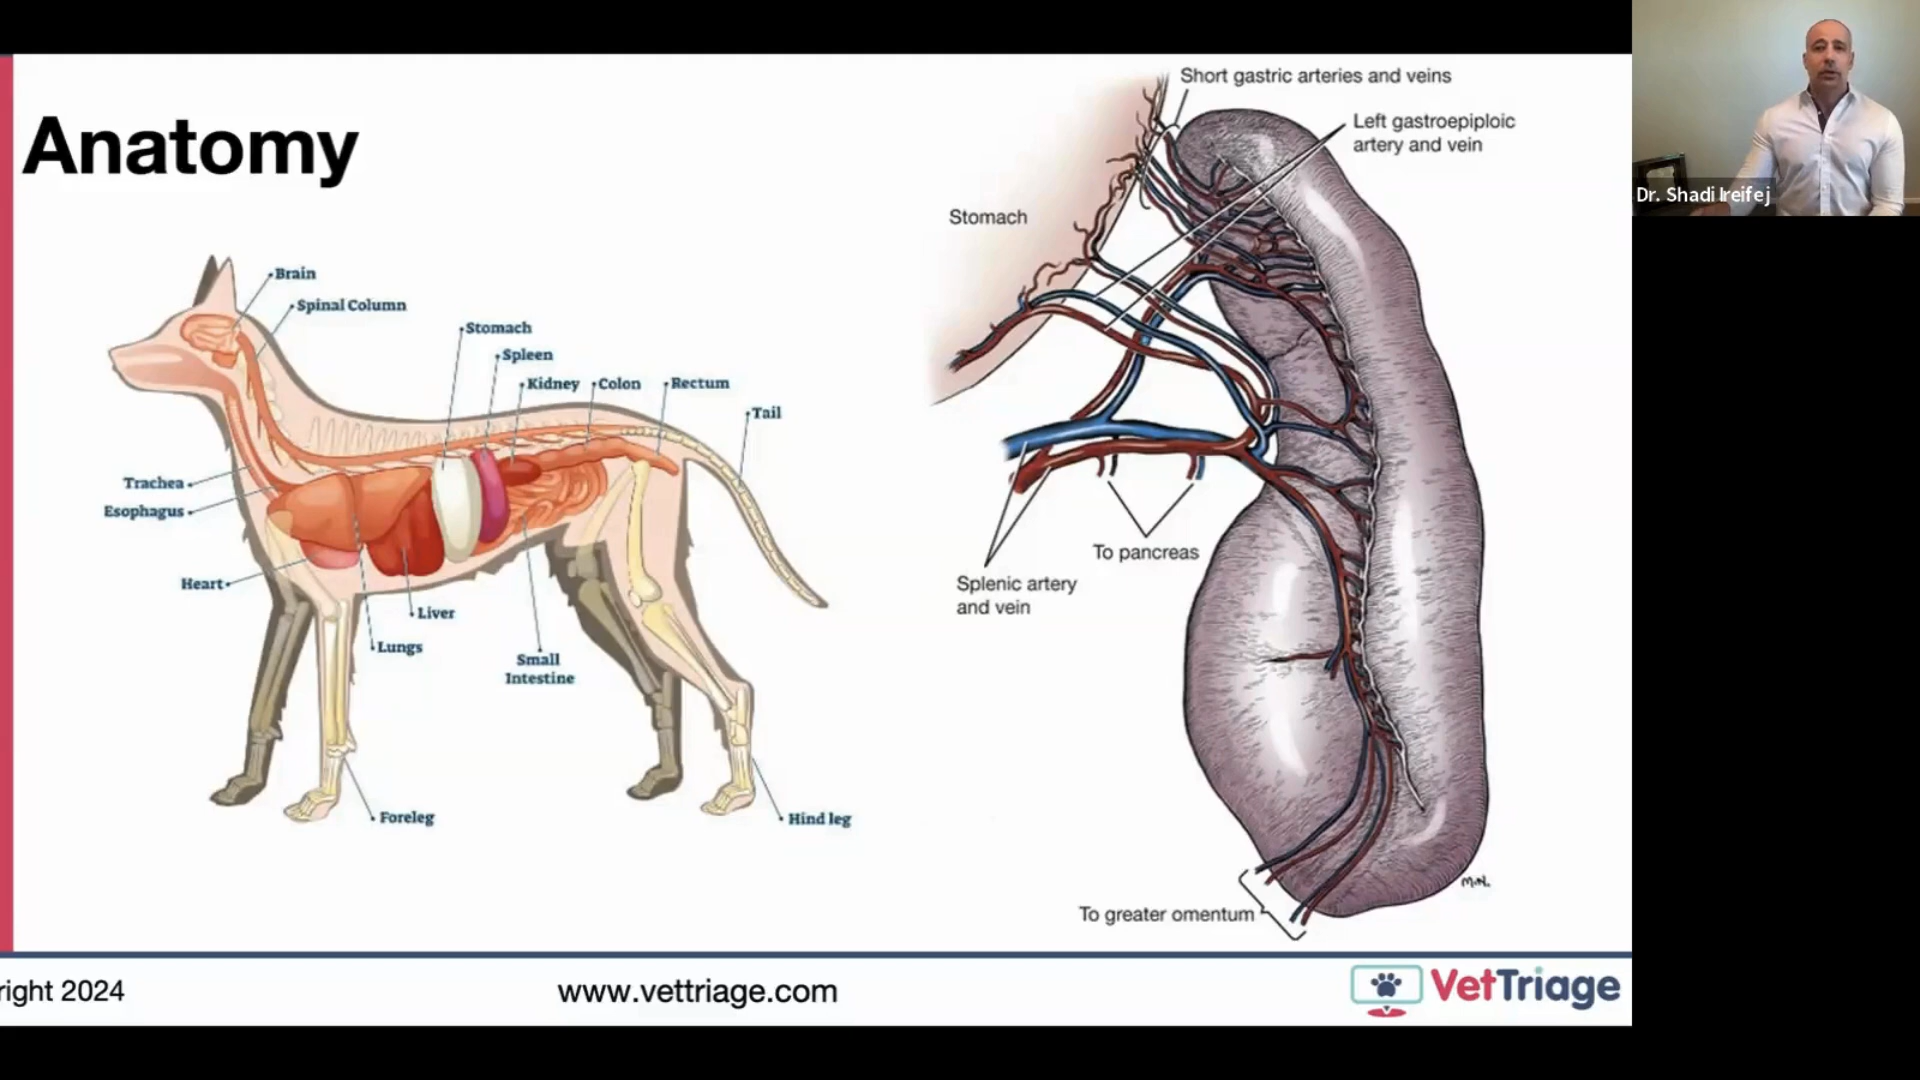 Anatomy
Brain
Spinal Column
Stomach
Spleen
Kidney
Colon
Rectum
Tail
Trachea
Esophagus
Heart
Liver
Lungs
Small
Intestine
Foreleg
Hind leg
Short gastric arteries and veins
Left gastroepiploic
artery and vein
Stomach
To pancreas
Splenic artery
and vein
To greater omentum
M.N.
right 2024
www.vettriage.com
VetTriage
Dr. Shadi Ireifej